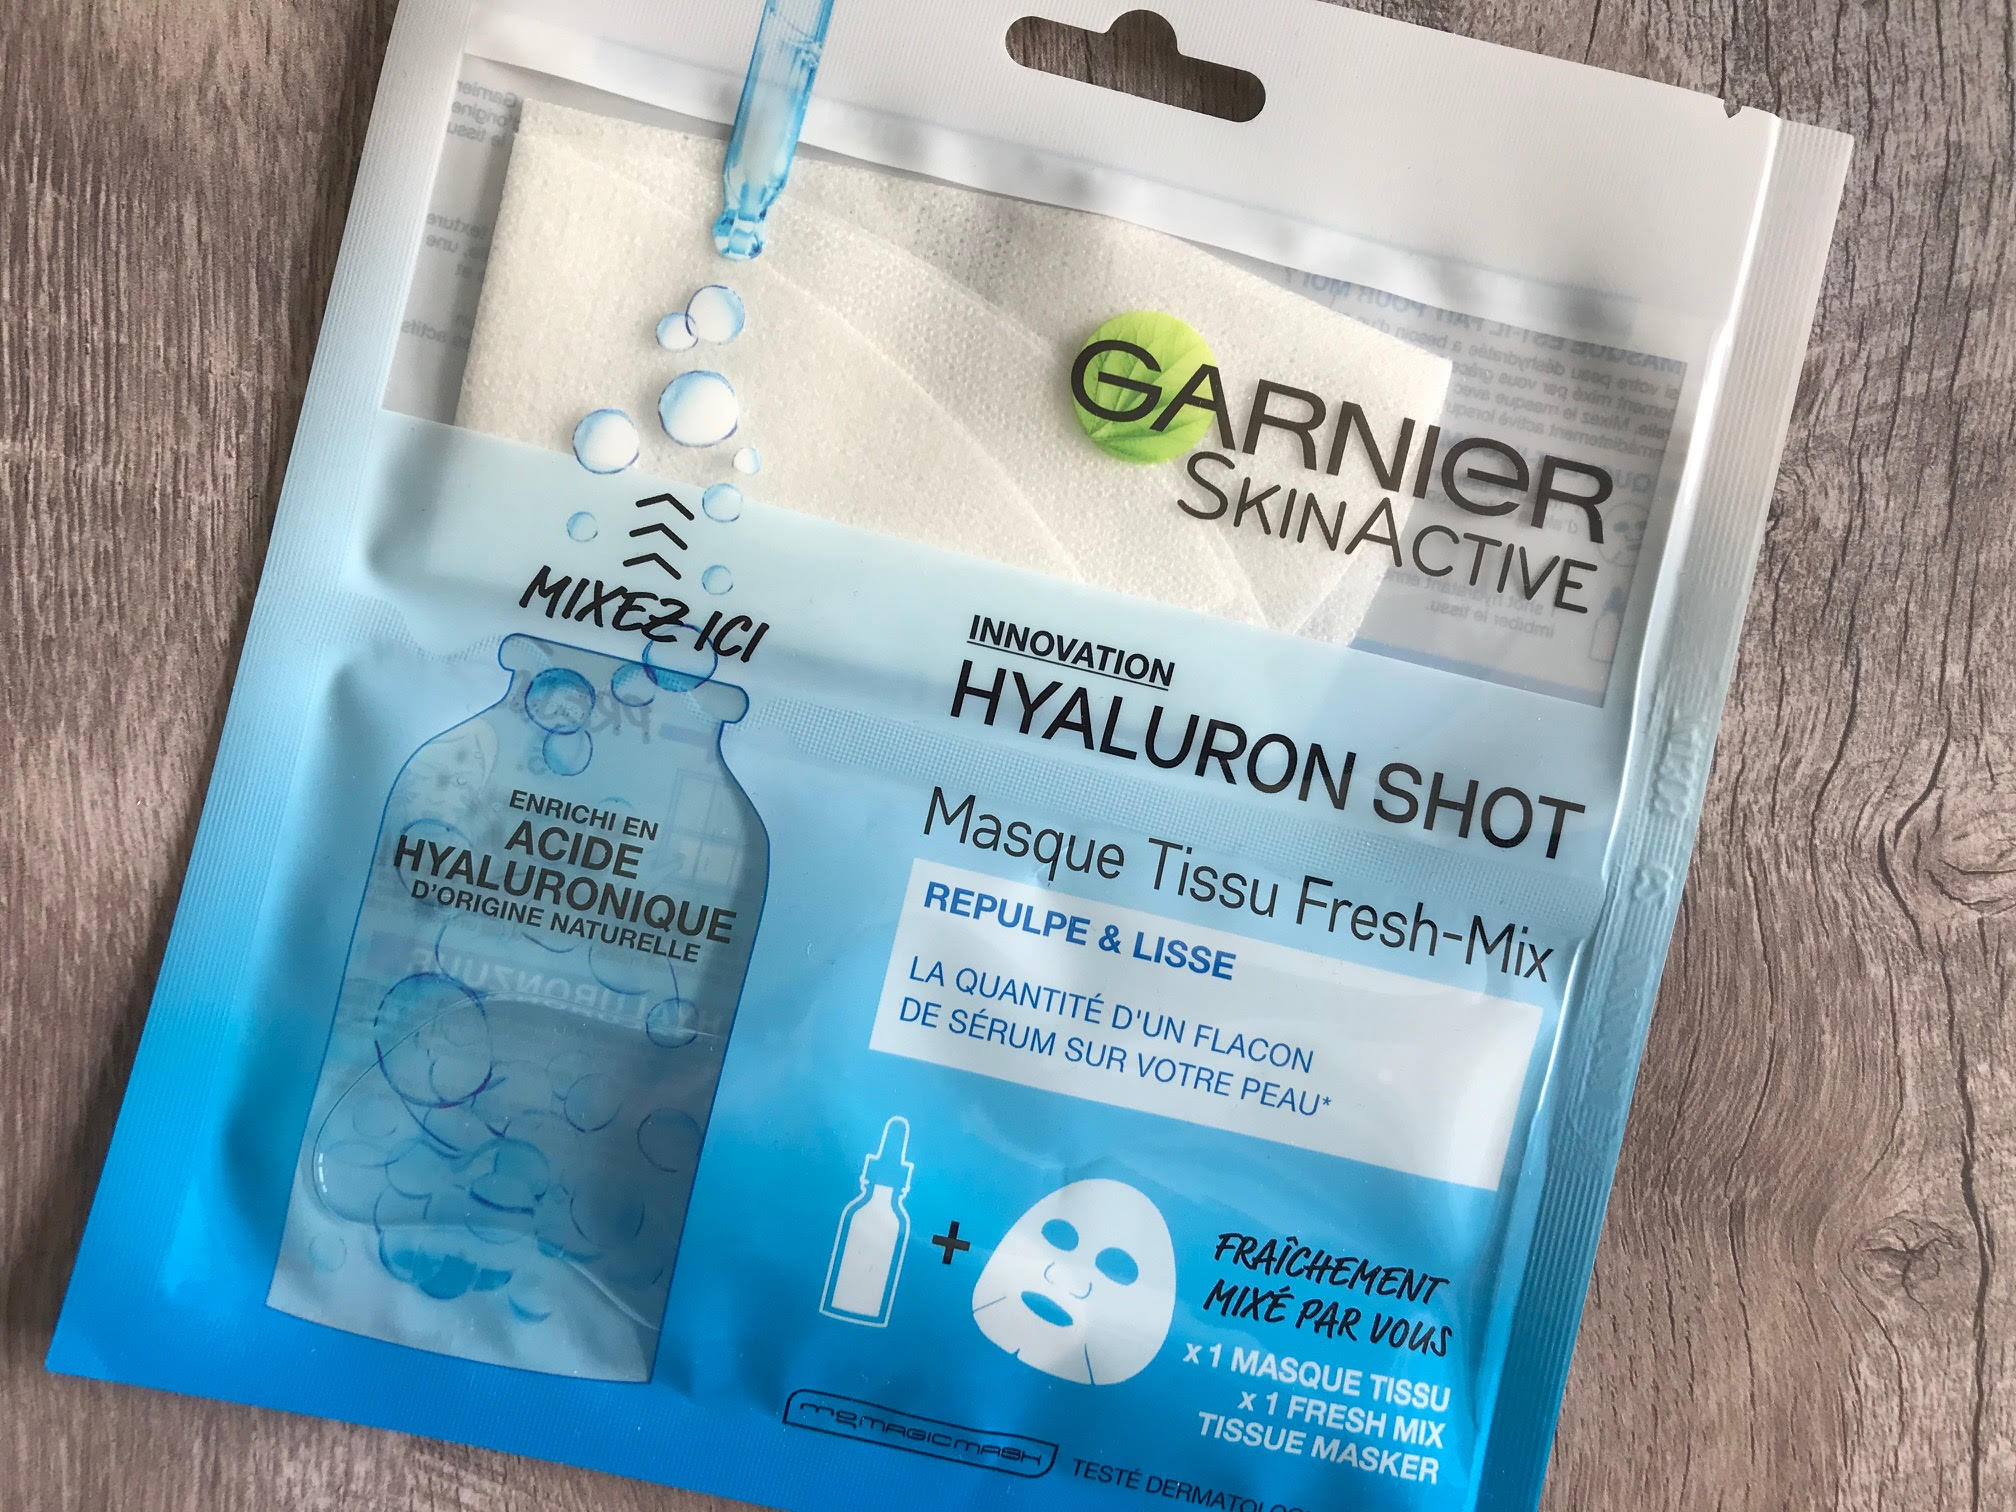 GARNIER
SKINACTIVE
MIXEZ ICI
INNOVATION
HYALURON SHOT
Masque Tissu Fresh-Mix
ENRICHI EN
ACIDE
HYALURONIQUE
D'ORIGINE NATURELLE
REPULPE & LISSE
LA QUANTITÉ D'UN FLACON
DE SÉRUM SUR VOTRE PEAU*
+
FRAÎCHEMENT
MIXÉ PAR VOUS
x 1 MASQUE TISSU
x 1 FRESH MIX
TISSUE MASKER
MAGIC MASK
TESTÉ